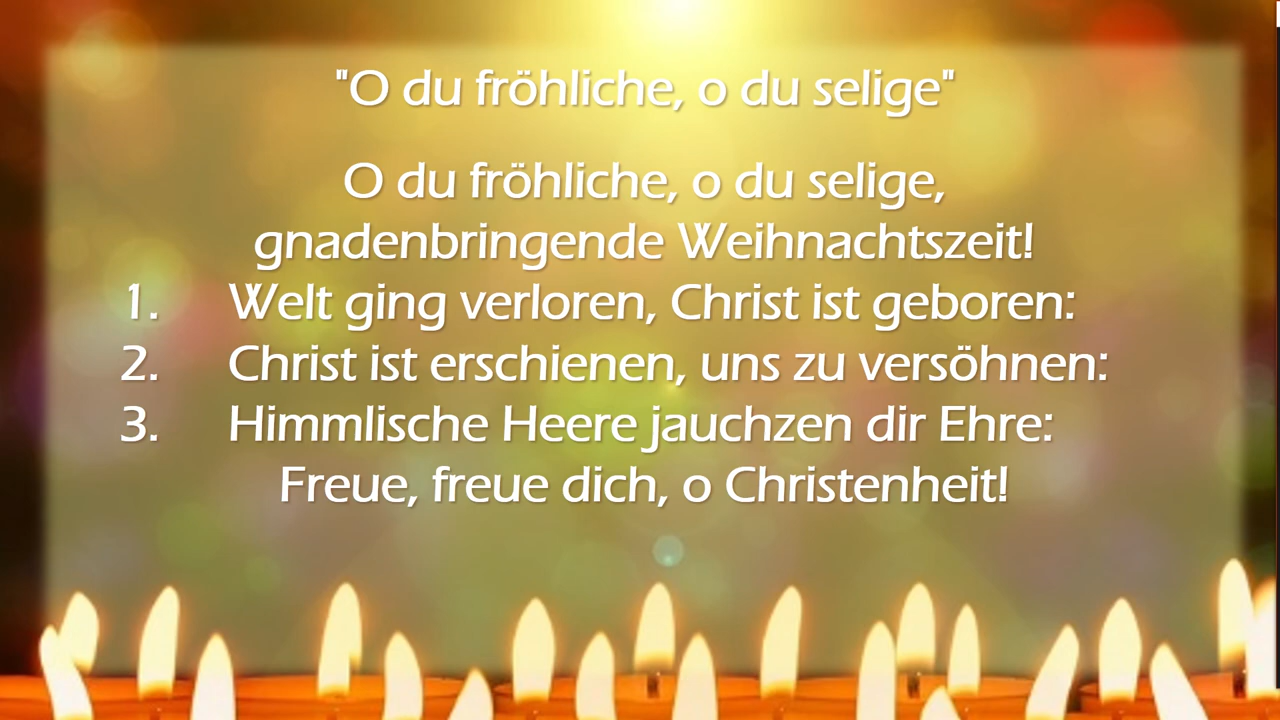 "O du fröhliche, o du selige"
O du fröhliche, o du selige,
gnadenbringende Weihnachtszeit!
1. Welt ging verloren, Christ ist geboren:
2. Christ ist erschienen, uns zu versöhnen:
3. Himmlische Heere jauchzen dir Ehre:
Freue, freue dich, o Christenheit!